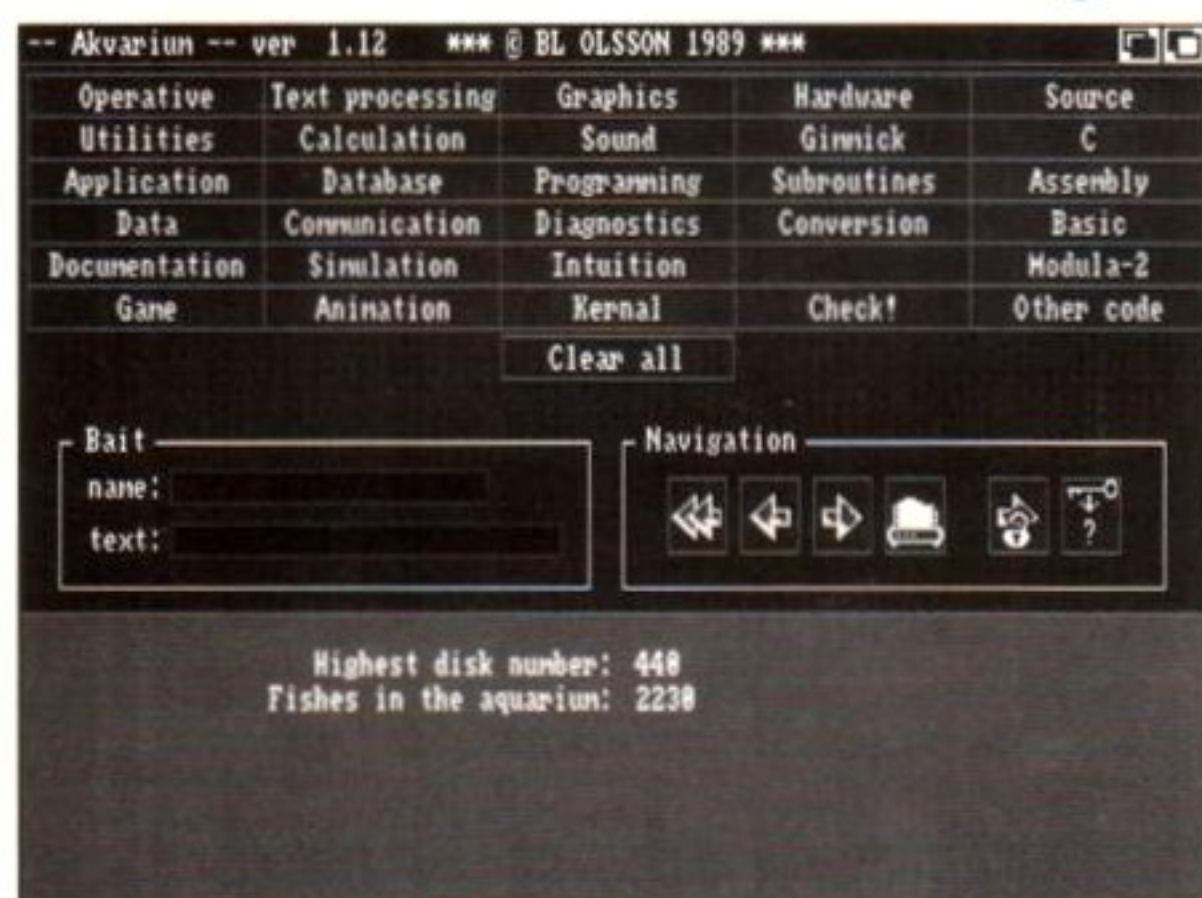 -- Akvarium -- ver 1.12 *** © BL OLSSON 1989 ***
Operative Text processing Graphics Hardware Source
Utilities Calculation Sound Gimmick C
Application Database Programming Subroutines Assembly
Data Communication Diagnostics Conversion Basic
Documentation Simulation Intuition Modula-2
Game Animation Kernal Check! Other code
Clear all
Bait
name:
text:
Navigation
?
Highest disk number: 440
Fishes in the aquarium: 2230